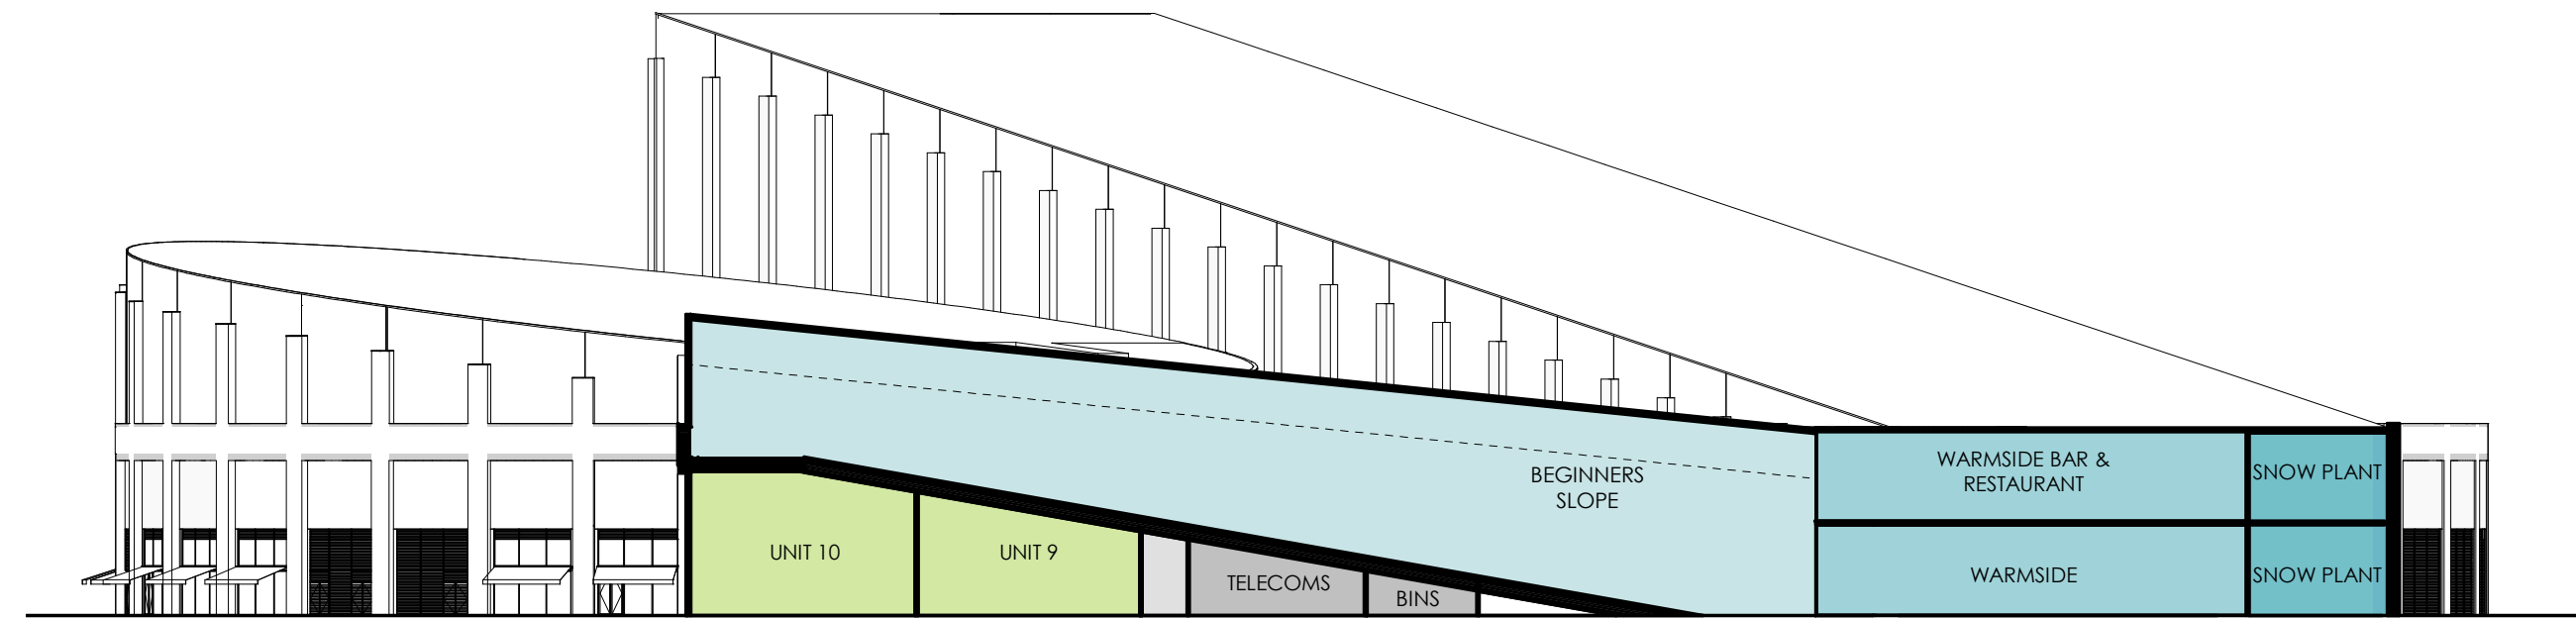 BEGINNERS
SLOPE
WARMSIDE BAR &
RESTAURANT
SNOW PLANT
UNIT 10
UNIT 9
TELECOMS
BINS
WARMSIDE
SNOW PLANT